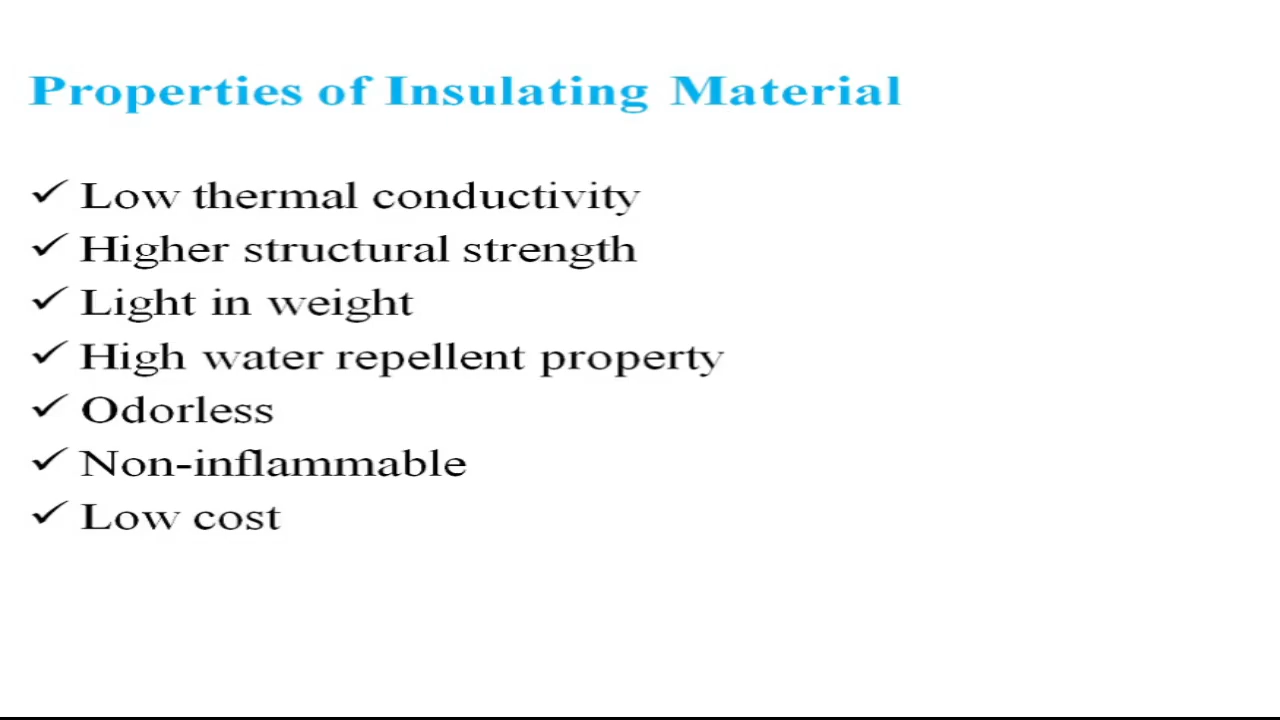 Properties of Insulating Material
✓ Low thermal conductivity
✓ Higher structural strength
✓ Light in weight
✓ High water repellent property
✓ Odorless
✓ Non-inflammable
✓ Low cost